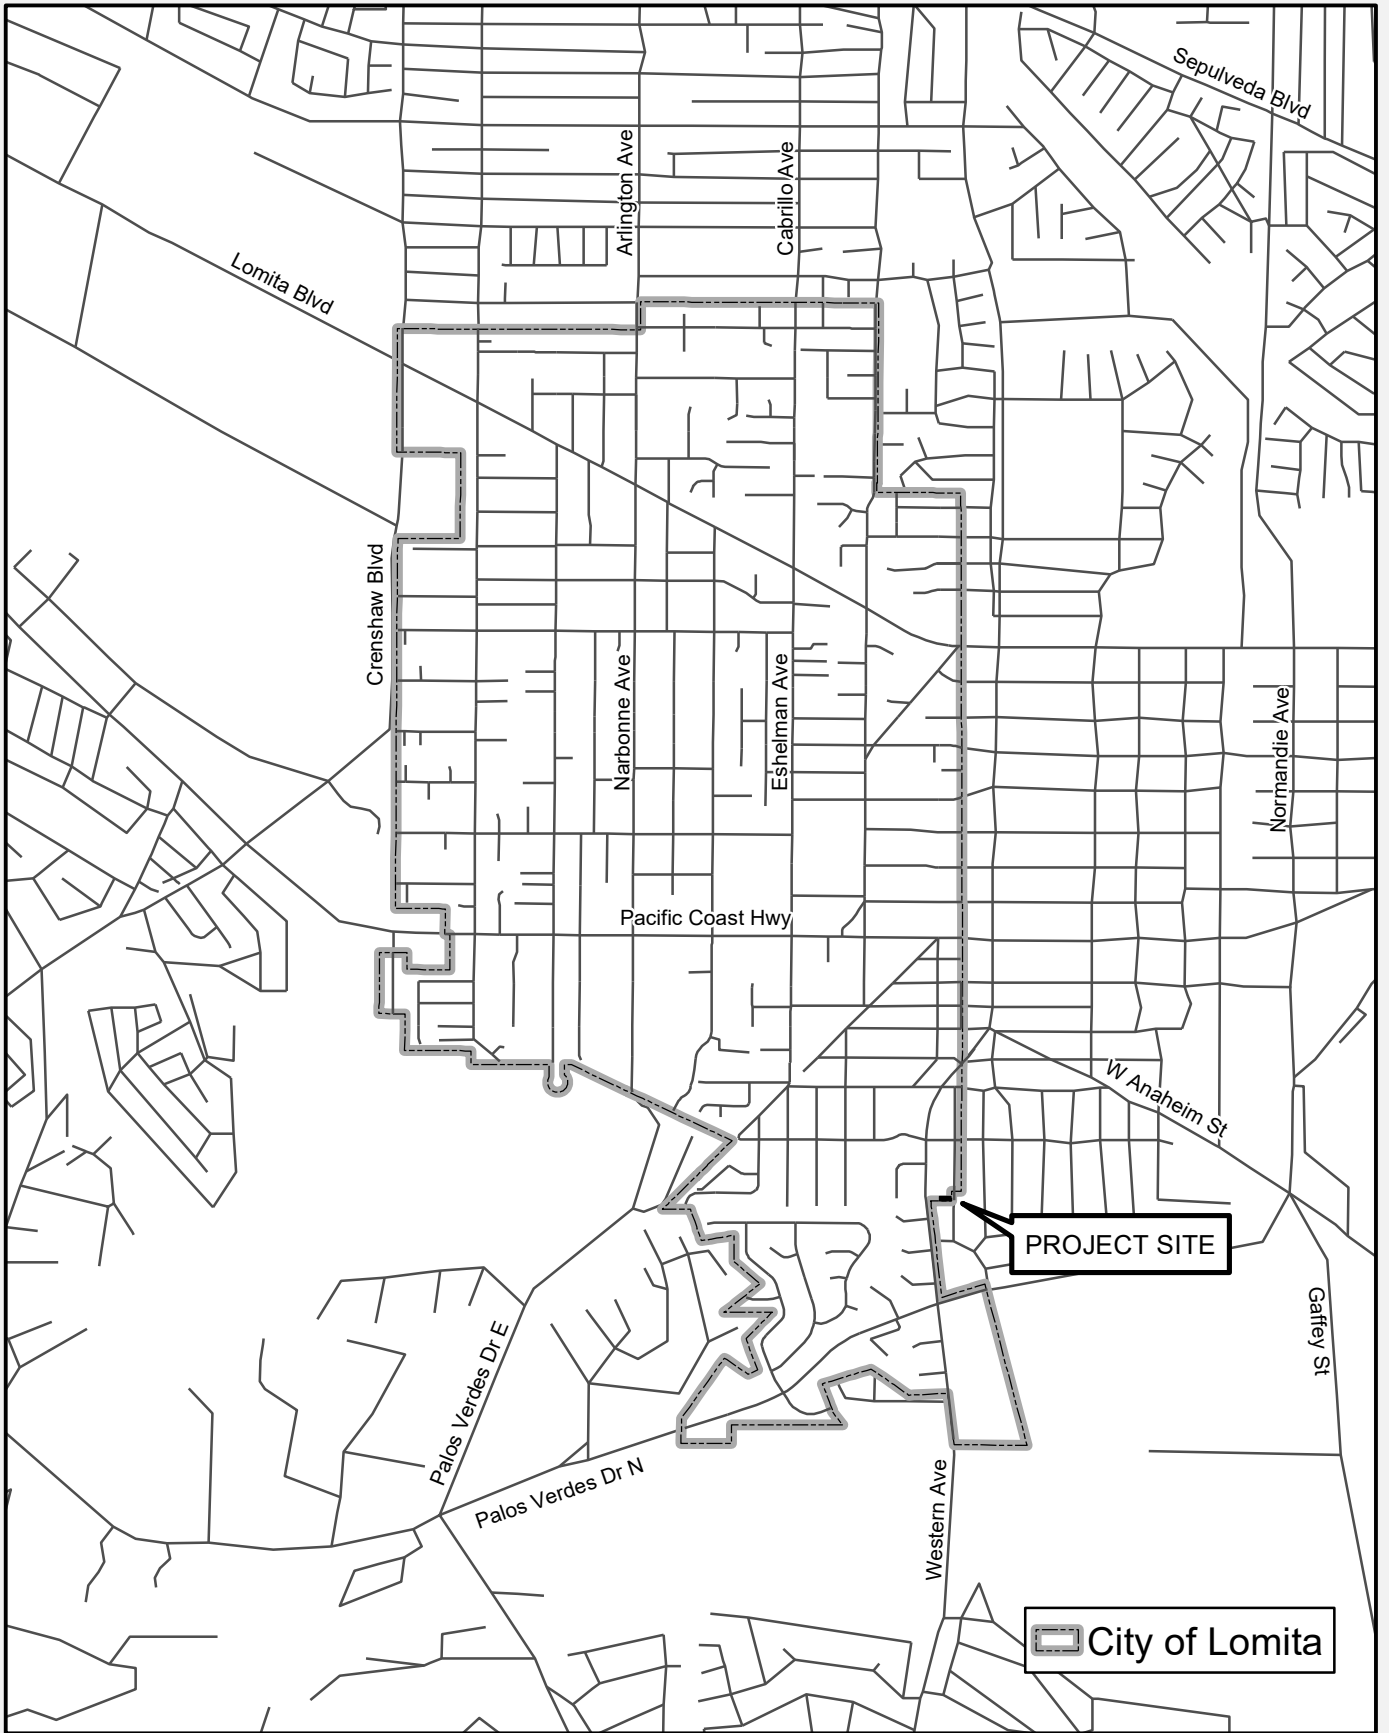 Sepulveda Blvd
Arlington Ave
Cabrillo Ave
Lomita Blvd
Crenshaw Blvd
Narbonne Ave
Eshelman Ave
Normandie Ave
Pacific Coast Hwy
W Anaheim St
PROJECT SITE
Gaffey St
Palos Verdes Dr E
Palos Verdes Dr N
Western Ave
City of Lomita